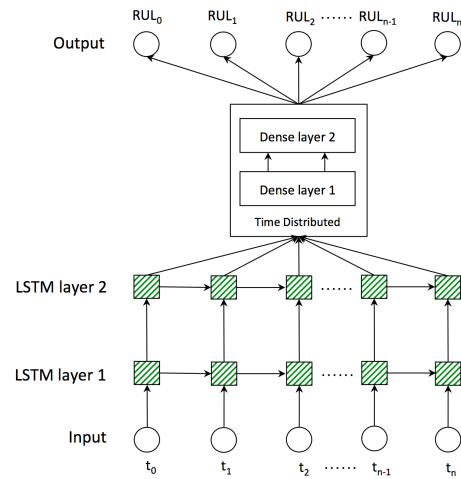 RUL0 RUL1 RUL2 ······ RULn-1 RULn
Output
Dense layer 2
Dense layer 1
Time Distributed
LSTM layer 2 ······
LSTM layer 1 ······
Input
t0 t1 t2 ······ tn-1 tn